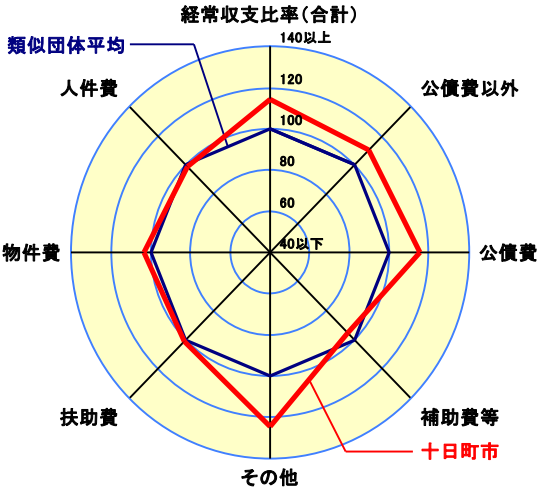 経常収支比率（合計）
140以上
類似団体平均
120
人件費
公債費以外
100
80
60
40以下
物件費
公債費
扶助費
補助費等
十日町市
その他